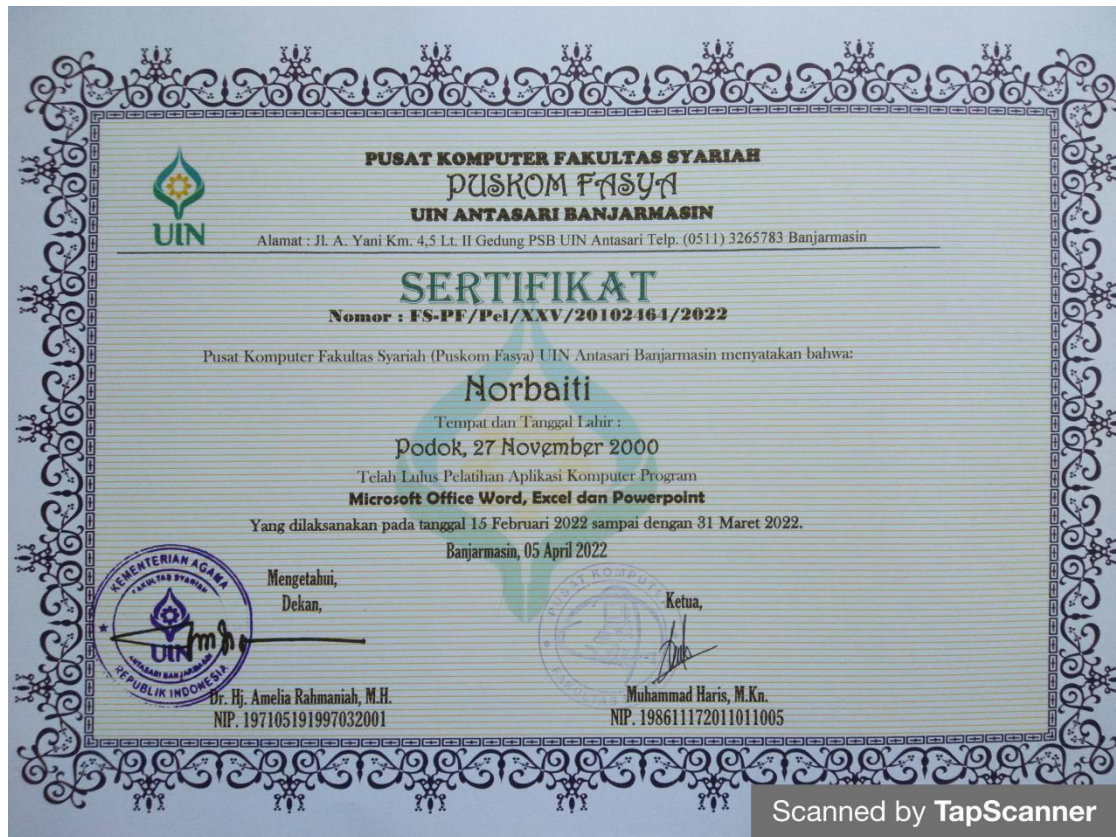 PUSAT KOMPUTER FAKULTAS SYARIAH
PUSKOM FASYA
UIN ANTASARI BANJARMASIN
UIN
Alamat : Jl. A. Yani Km. 4,5 Lt. II Gedung PSB UIN Antasari Telp. (0511) 3265783 Banjarmasin
SERTIFIKAT
Nomor : FS-PF/Pel/XXV/20102464/2022
Pusat Komputer Fakultas Syariah (Puskom Fasya) UIN Antasari Banjarmasin menyatakan bahwa:
Norbaiti
Tempat dan Tanggal Lahir :
Podok, 27 November 2000
Telah Lulus Pelatihan Aplikasi Komputer Program
Microsoft Office Word, Excel dan Powerpoint
Yang dilaksanakan pada tanggal 15 Februari 2022 sampai dengan 31 Maret 2022.
Banjarmasin, 05 April 2022
Mengetahui,
Dekan,
Ketua,
KEMENTERIAN AGAMA
FAKULTAS SYARIAH
UIN
ANTASARI BANJARMASIN
REPUBLIK INDONESIA
PUSAT KOMPUTER
FAKULTAS
Dr. Hj. Amelia Rahmaniah, M.H.
NIP. 197105191997032001
Muhammad Haris, M.Kn.
NIP. 198611172011011005
Scanned by TapScanner